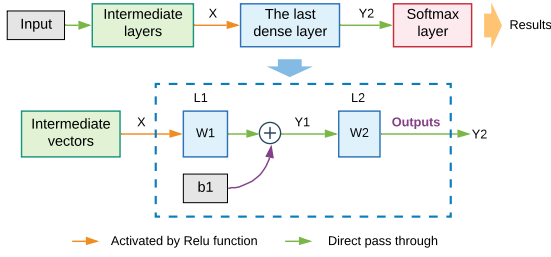 Input
Intermediate
layers
X
The last
dense layer
Y2
Softmax
layer
Results
L1
L2
Intermediate
vectors
X
W1
Y1
W2
Outputs
Y2
b1
Activated by Relu function
Direct pass through